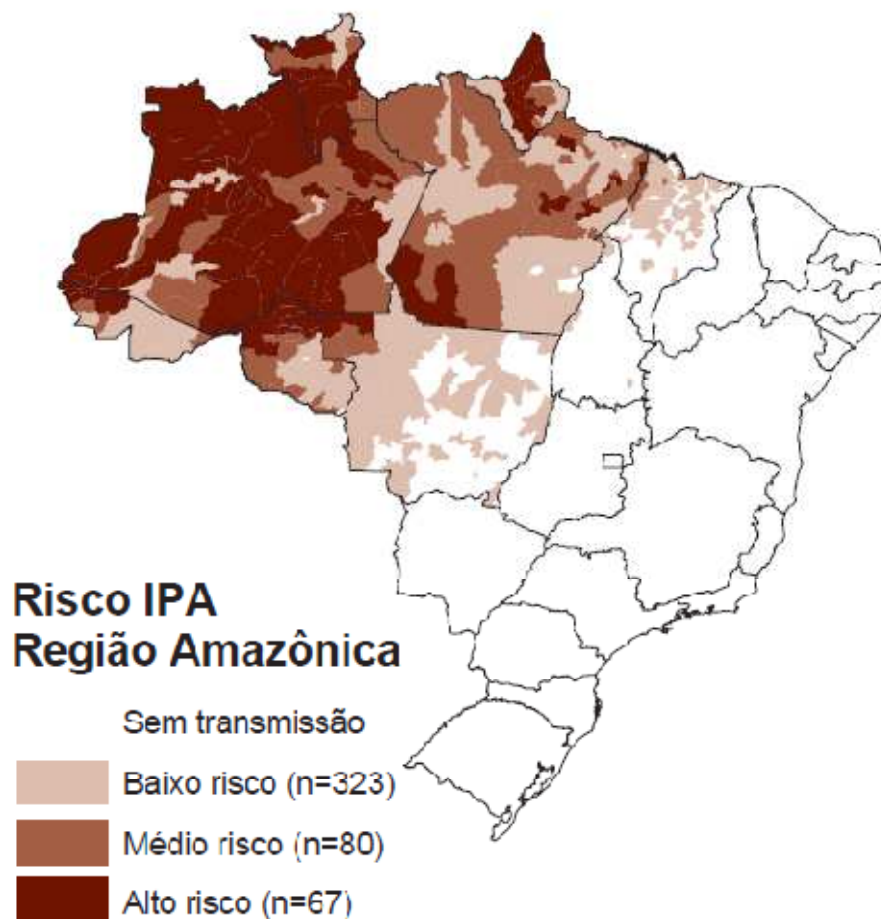 Risco IPA
Região Amazônica
Sem transmissão
Baixo risco (n=323)
Médio risco (n=80)
Alto risco (n=67)